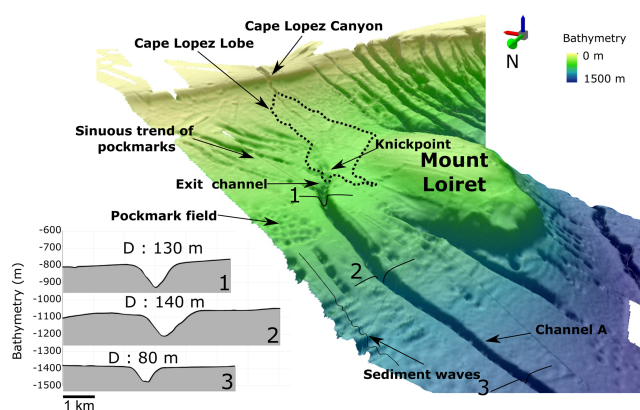 Cape Lopez Canyon
Cape Lopez Lobe
Bathymetry
0 m
1500 m
N
Sinuous trend of
pockmarks
Knickpoint
Mount
Loiret
Exit channel
1
Pockmark field
2
Channel A
Sediment waves
3
Bathymetry (m)
-600
-700
-800
-900
-1000
-1100
-1200
-1300
-1400
-1500
D : 130 m
1
D : 140 m
2
D : 80 m
3
1 km